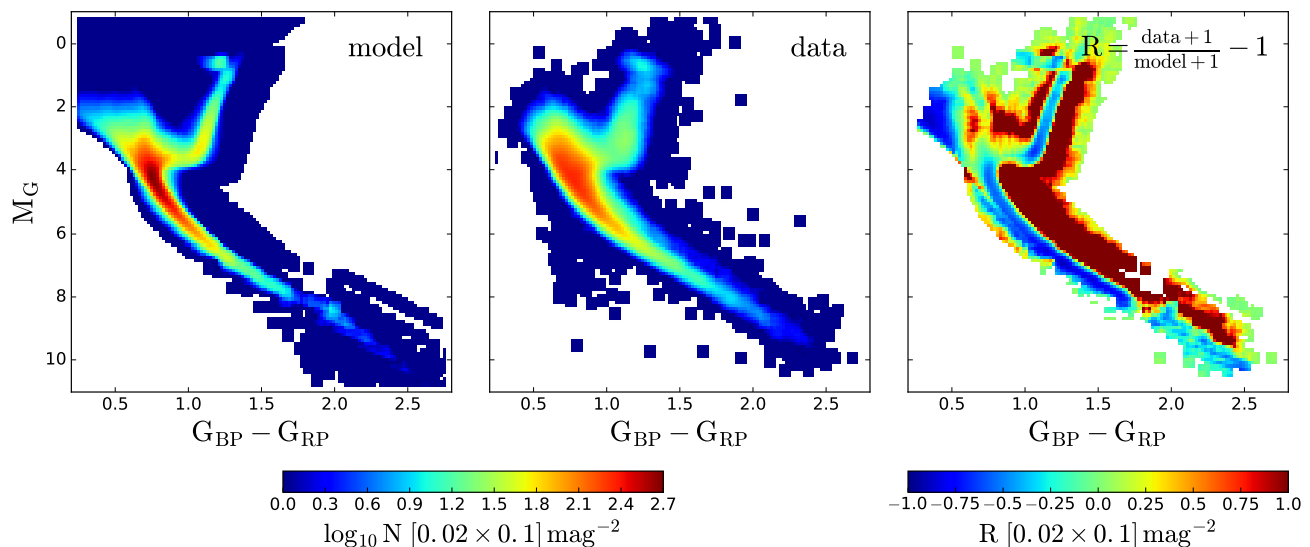 model
data
R = data + 1 / model + 1 − 1
0
2
4
6
8
10
M_G
0.5 1.0 1.5 2.0 2.5
0.5 1.0 1.5 2.0 2.5
0.5 1.0 1.5 2.0 2.5
G_BP − G_RP
G_BP − G_RP
G_BP − G_RP
0.0 0.3 0.6 0.9 1.2 1.5 1.8 2.1 2.4 2.7
−1.0 −0.75 −0.5 −0.25 0.0 0.25 0.5 0.75 1.0
log₁₀ N [0.02 × 0.1] mag⁻²
R [0.02 × 0.1] mag⁻²